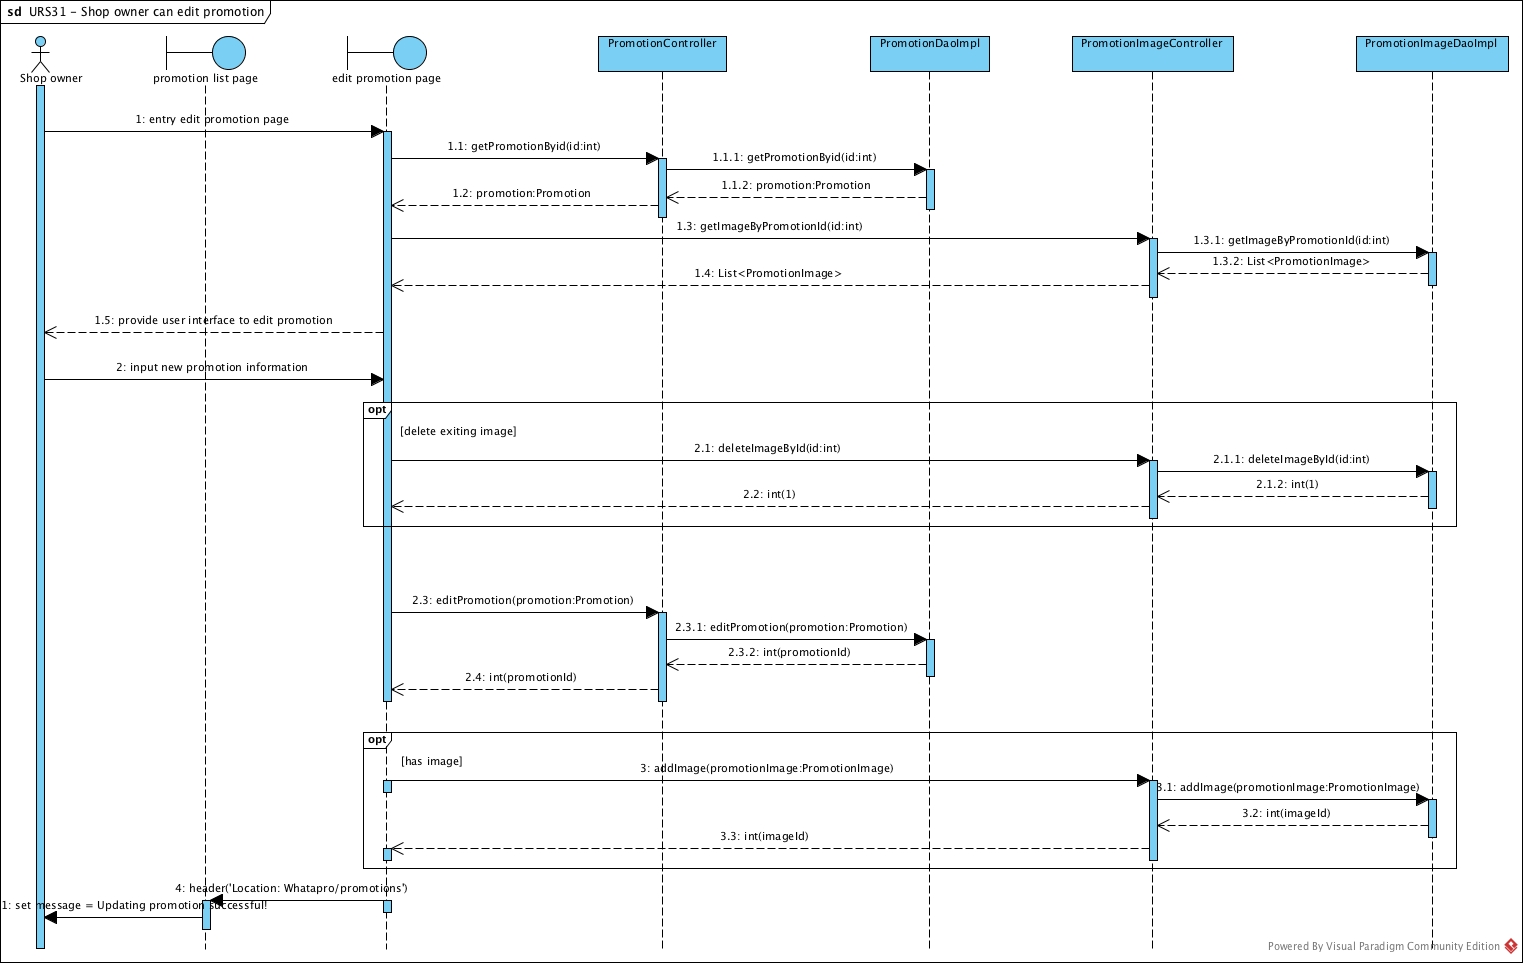 sd URS31 - Shop owner can edit promotion
Shop owner
promotion list page
edit promotion page
PromotionController
PromotionDaoImpl
PromotionImageController
PromotionImageDaoImpl
1: entry edit promotion page
1.1: getPromotionByid(id:int)
1.1.1: getPromotionByid(id:int)
1.1.2: promotion:Promotion
1.2: promotion:Promotion
1.3: getImageByPromotionId(id:int)
1.3.1: getImageByPromotionId(id:int)
1.3.2: List<PromotionImage>
1.4: List<PromotionImage>
1.5: provide user interface to edit promotion
2: input new promotion information
opt
[delete exiting image]
2.1: deleteImageById(id:int)
2.1.1: deleteImageById(id:int)
2.1.2: int(1)
2.2: int(1)
2.3: editPromotion(promotion:Promotion)
2.3.1: editPromotion(promotion:Promotion)
2.3.2: int(promotionId)
2.4: int(promotionId)
opt
[has image]
3: addImage(promotionImage:PromotionImage)
3.1: addImage(promotionImage:PromotionImage)
3.2: int(imageId)
3.3: int(imageId)
4: header('Location: Whatapro/promotions')
1: set message = Updating promotion successful!
Powered By Visual Paradigm Community Edition